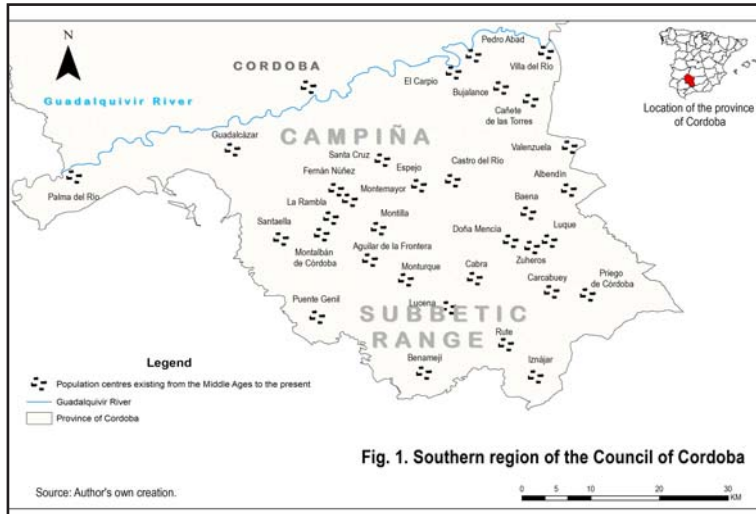 N
Pedro Abad
CORDOBA
El Carpio
Villa del Río
Bujalance
Location of the province
of Cordoba
Guadalquivir River
Cañete
de las Torres
Guadalcázar
CAMPIÑA
Santa Cruz
Valenzuela
Castro del Río
Espejo
Fernán Núñez
Albendín
Palma del Río
Montemayor
La Rambla
Baena
Santaella
Montilla
Doña Mencía
Luque
Montalbán
de Córdoba
Aguilar de la Frontera
Zuheros
Monturque
Cabra
Carcabuey
Priego
de Córdoba
Puente Genil
Lucena
SUBBETIC
RANGE
Rute
Benamejí
Iznájar
Legend
Population centres existing from the Middle Ages to the present
Guadalquivir River
Province of Cordoba
Fig. 1. Southern region of the Council of Cordoba
Source: Author's own creation.
0 5 10 20 30
KM